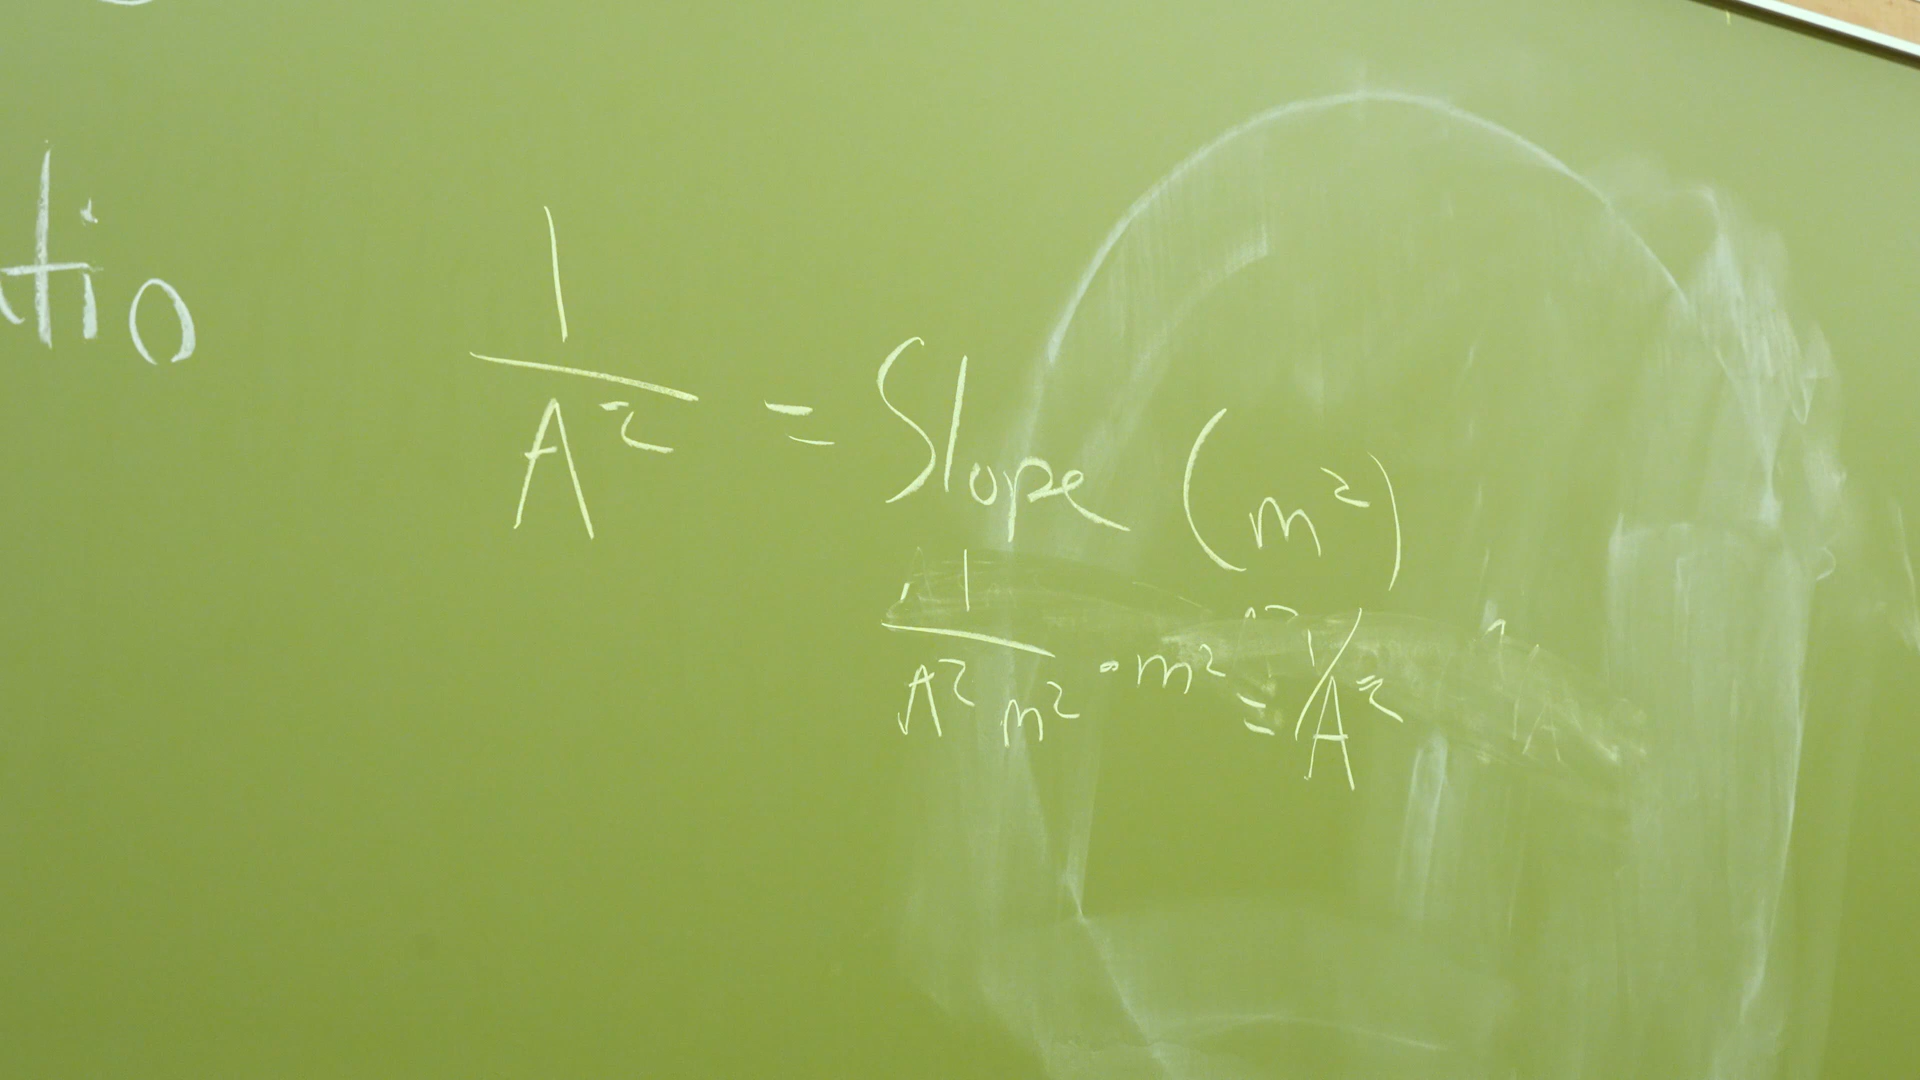 tio
1/A² = Slope (m²)
1/A²m² · m² = 1/A²